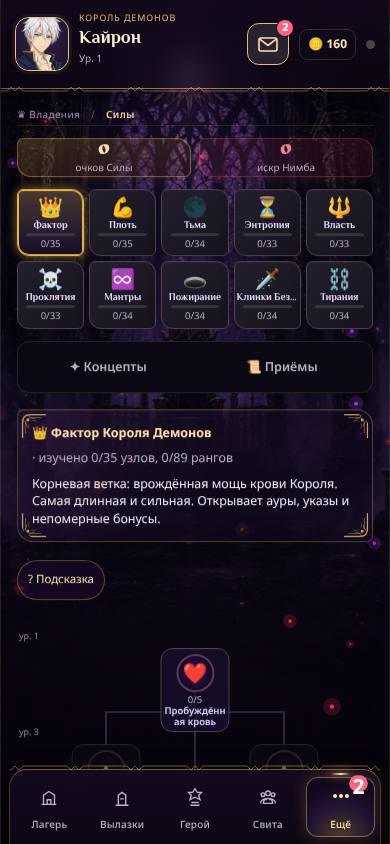 КОРОЛЬ ДЕМОНОВ
Кайрон
Ур. 1
2
160
Владения / Силы
0 0
очков Силы искр Нимба
Фактор Плоть Тьма Энтропия Власть
0/35 0/35 0/34 0/33 0/33
Проклятия Мантры Пожирание Клинки Без... Тирания
0/33 0/34 0/34 0/34 0/34
Концепты Приёмы
Фактор Короля Демонов
· изучено 0/35 узлов, 0/89 рангов
Корневая ветка: врождённая мощь крови Короля.
Самая длинная и сильная. Открывает ауры, указы и
непомерные бонусы.
? Подсказка
ур. 1
0/5
Пробуждённ
ая кровь
ур. 3
2
Лагерь Вылазки Герой Свита Ещё